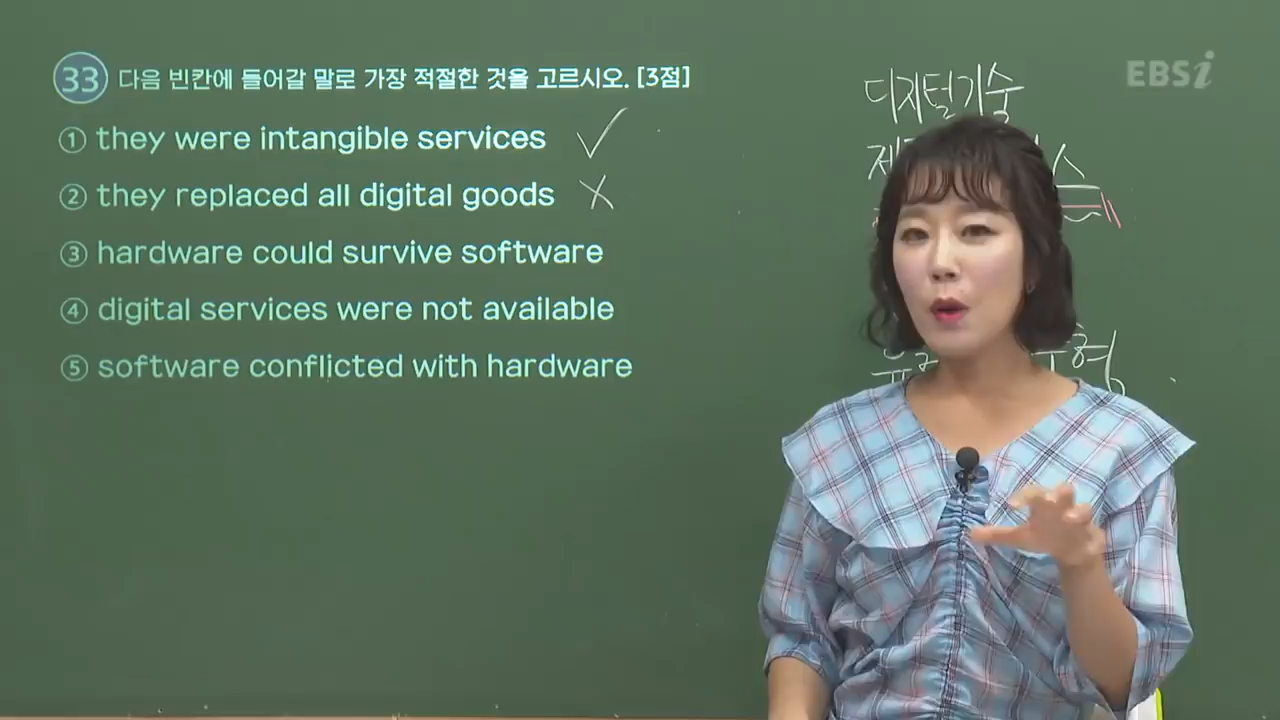 33 다음 빈칸에 들어갈 말로 가장 적절한 것을 고르시오. [3점]
① they were intangible services
② they replaced all digital goods
③ hardware could survive software
④ digital services were not available
⑤ software conflicted with hardware
EBSi
디지털기술